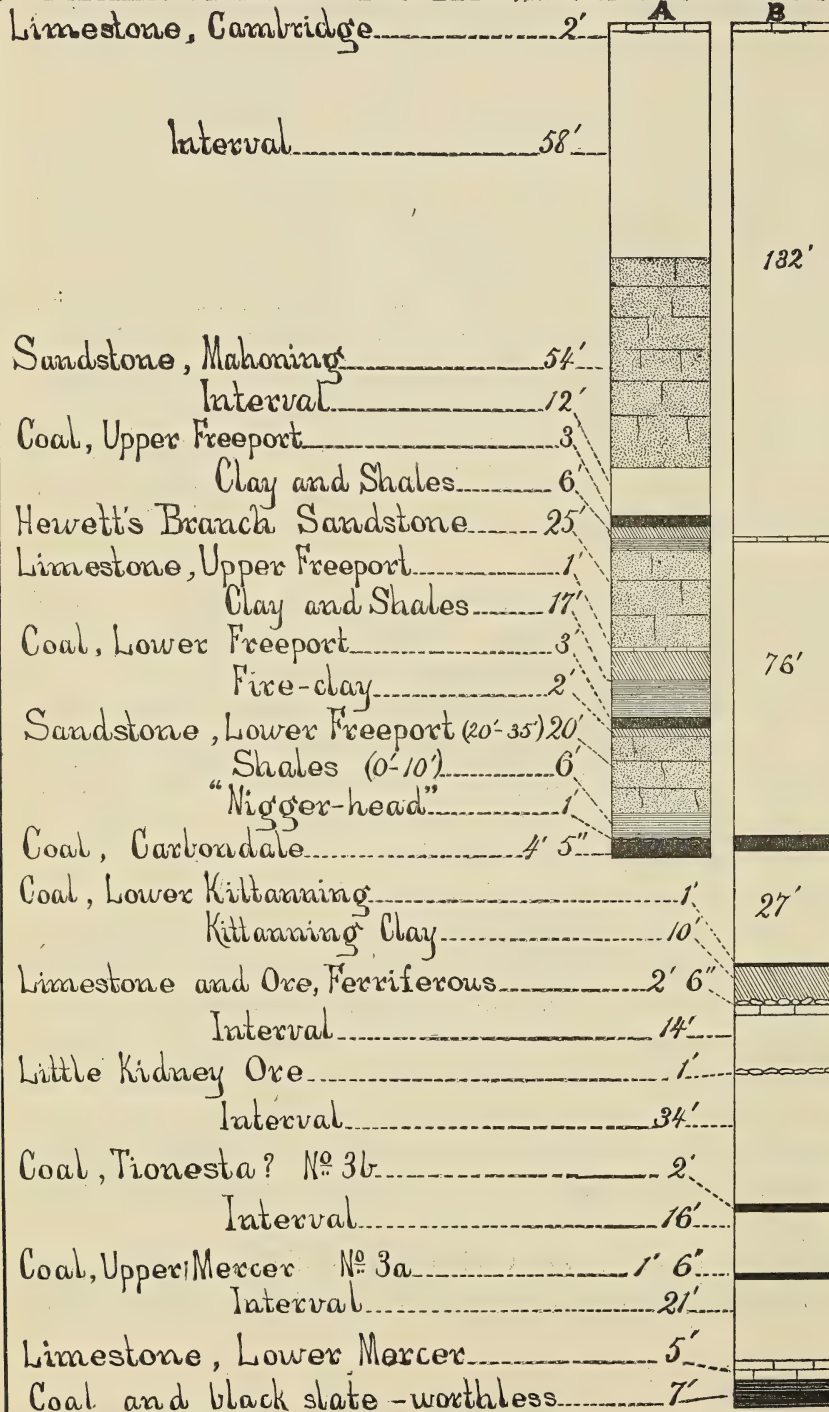 A B
Limestone, Cambridge 2'
Interval 58'
132'
Sandstone, Mahoning 54'
Interval 12'
Coal, Upper Freeport 3'
Clay and Shales 6'
Hewett's Branch Sandstone 25'
Limestone, Upper Freeport 1'
Clay and Shales 17'
Coal, Lower Freeport 3'
76'
Fire-clay 2'
Sandstone, Lower Freeport (20'-35') 20'
Shales (0'-10') 6'
"Nigger-head" 1'
Coal, Carbondale 4' 5"
Coal, Lower Kittanning 1'
27'
Kittanning Clay 10'
Limestone and Ore, Ferriferous 2' 6"
Interval 14'
Little Kidney Ore 1'
Interval 34'
Coal, Tionesta? Nº 3b 2'
Interval 16'
Coal, Upper Mercer Nº 3a 1' 6"
Interval 21'
Limestone, Lower Mercer 5'
Coal and black slate - worthless 7'